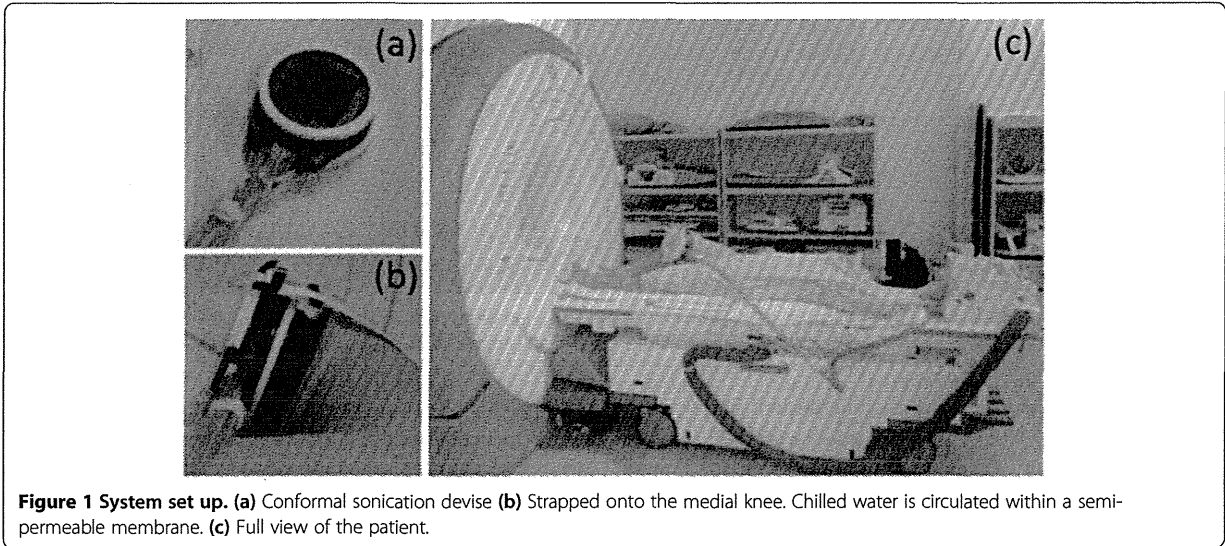 (a)
(b)
(c)
Figure 1 System set up. (a) Conformal sonication devise (b) Strapped onto the medial knee. Chilled water is circulated within a semi-
permeable membrane. (c) Full view of the patient.